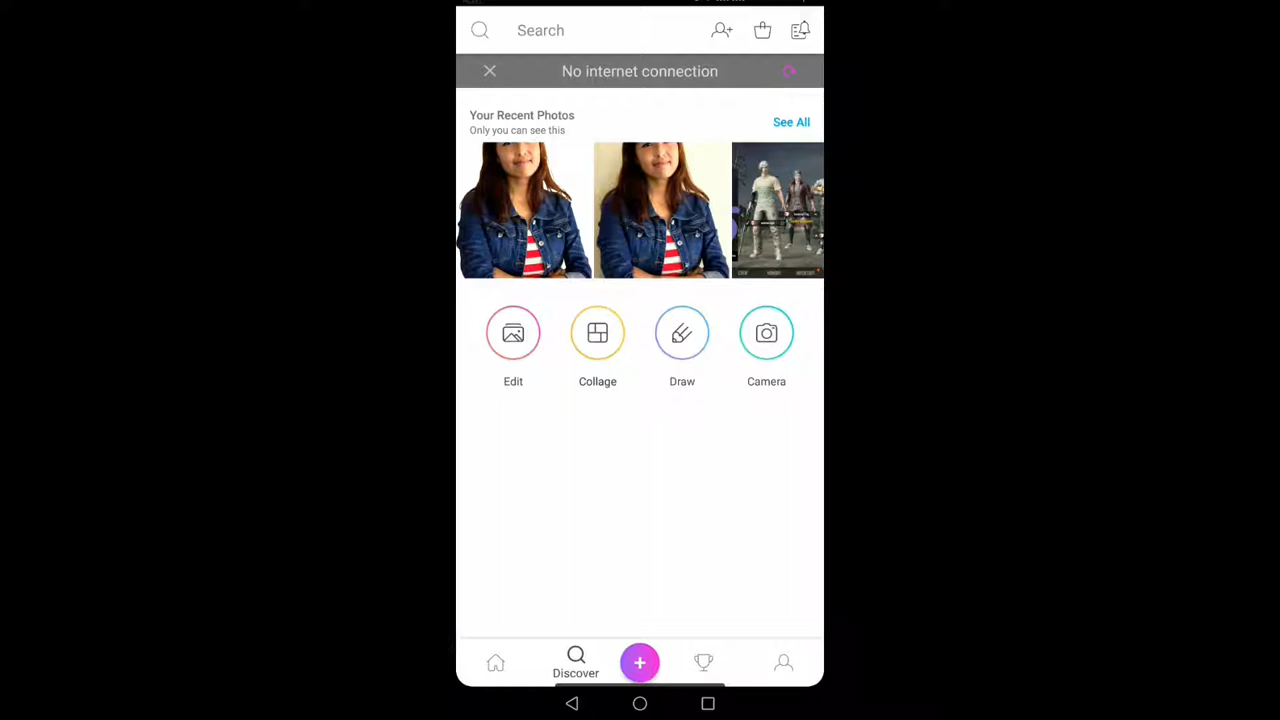 Search
No internet connection
Your Recent Photos
See All
Only you can see this
Edit
Collage
Draw
Camera
Discover